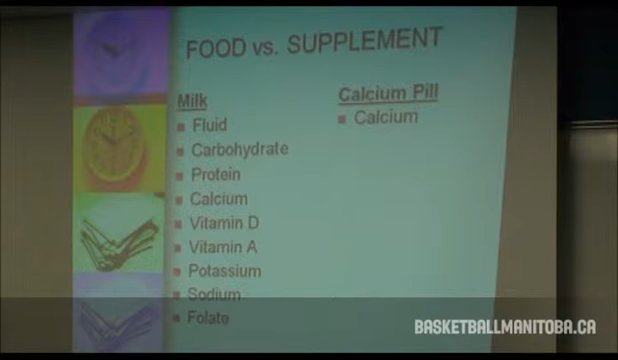 FOOD vs. SUPPLEMENT
Milk
Fluid
Carbohydrate
Protein
Calcium
Vitamin D
Vitamin A
Potassium
Sodium
Folate
Calcium Pill
Calcium
BASKETBALLMANITOBA.CA